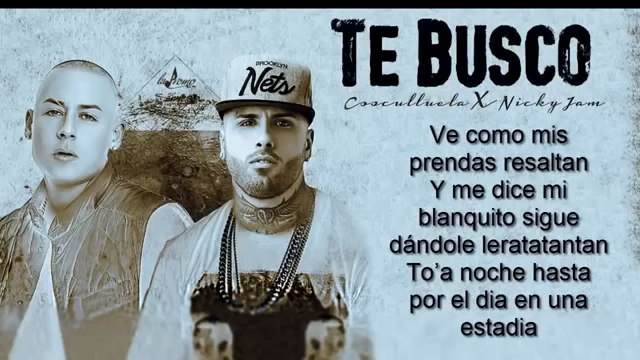 TE BUSCO
Cosculluela X Nicky Jam
BROOKLYN
Nets
Ve como mis
prendas resaltan
Y me dice mi
blanquito sigue
dándole leratatantan
To'a noche hasta
por el dia en una
estadia